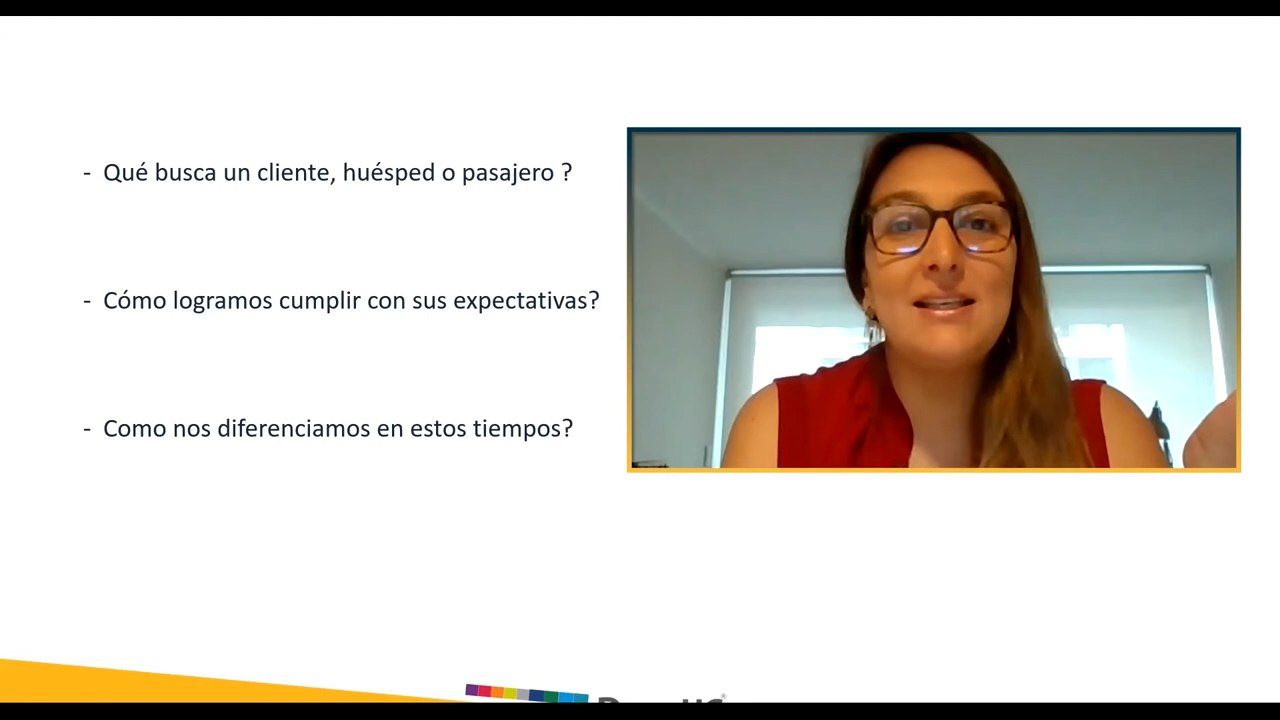 - Qué busca un cliente, huésped o pasajero ?
- Cómo logramos cumplir con sus expectativas?
- Como nos diferenciamos en estos tiempos?